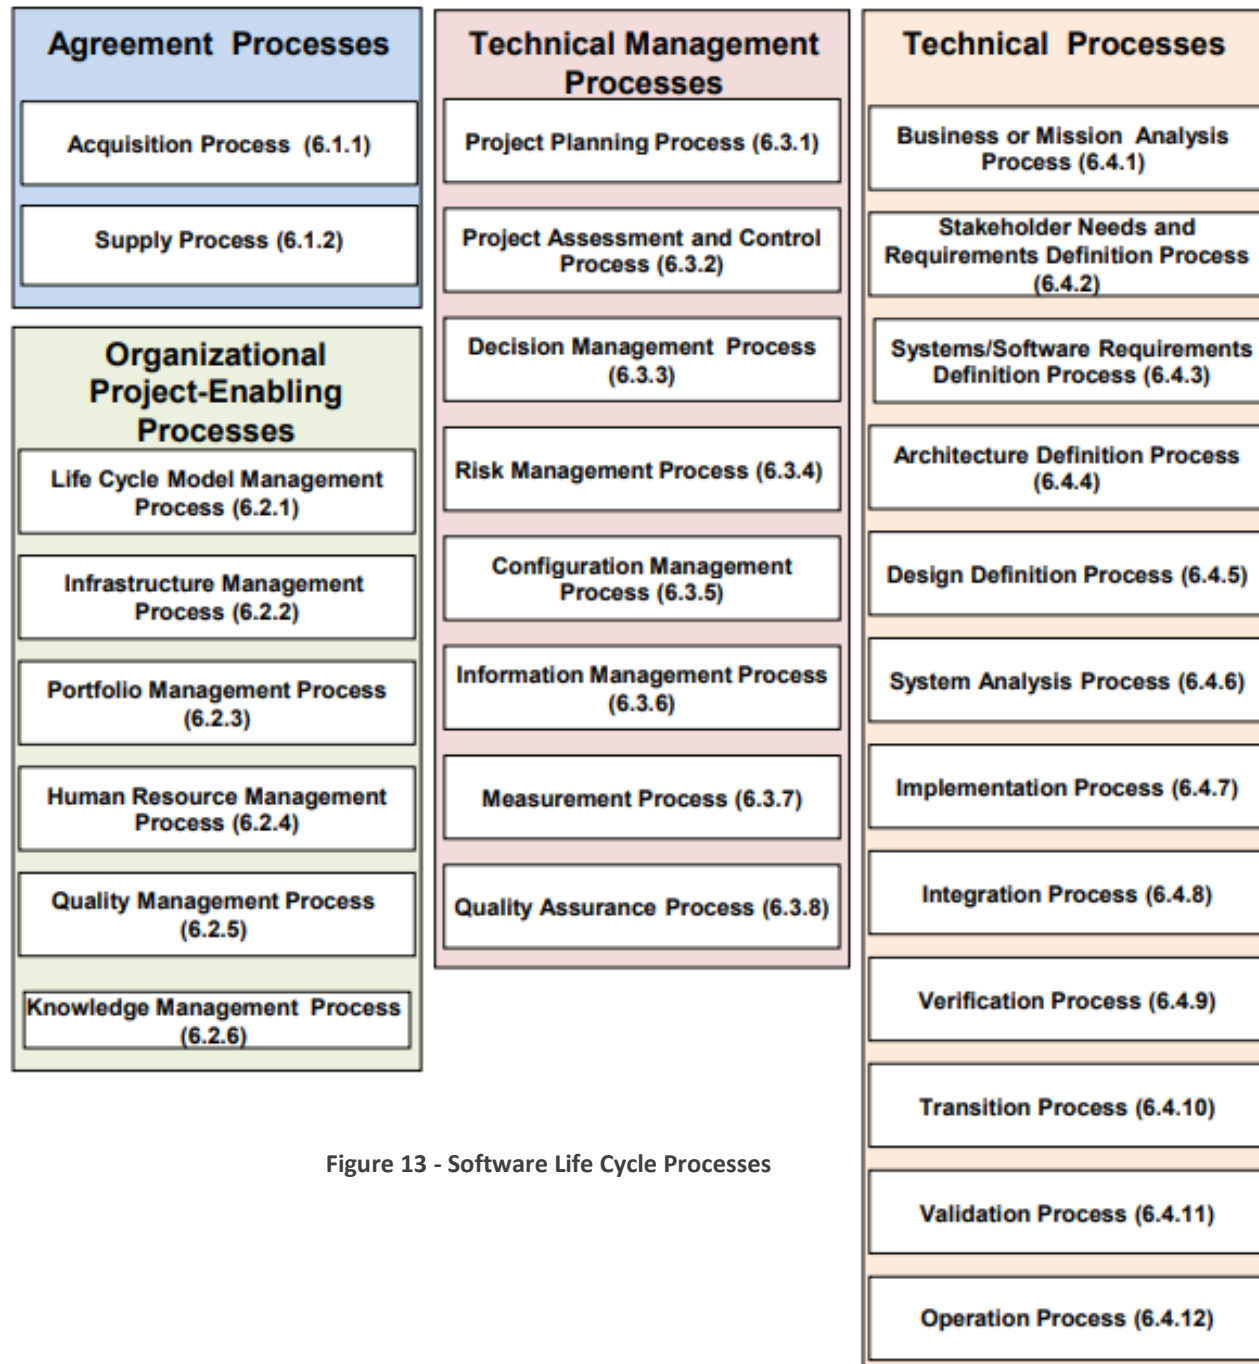 Agreement Processes
Acquisition Process (6.1.1)
Supply Process (6.1.2)
Organizational
Project-Enabling
Processes
Life Cycle Model Management
Process (6.2.1)
Infrastructure Management
Process (6.2.2)
Portfolio Management Process
(6.2.3)
Human Resource Management
Process (6.2.4)
Quality Management Process
(6.2.5)
Knowledge Management Process
(6.2.6)
Technical Management
Processes
Project Planning Process (6.3.1)
Project Assessment and Control
Process (6.3.2)
Decision Management Process
(6.3.3)
Risk Management Process (6.3.4)
Configuration Management
Process (6.3.5)
Information Management Process
(6.3.6)
Measurement Process (6.3.7)
Quality Assurance Process (6.3.8)
Technical Processes
Business or Mission Analysis
Process (6.4.1)
Stakeholder Needs and
Requirements Definition Process
(6.4.2)
Systems/Software Requirements
Definition Process (6.4.3)
Architecture Definition Process
(6.4.4)
Design Definition Process (6.4.5)
System Analysis Process (6.4.6)
Implementation Process (6.4.7)
Integration Process (6.4.8)
Verification Process (6.4.9)
Transition Process (6.4.10)
Validation Process (6.4.11)
Operation Process (6.4.12)
Figure 13 - Software Life Cycle Processes